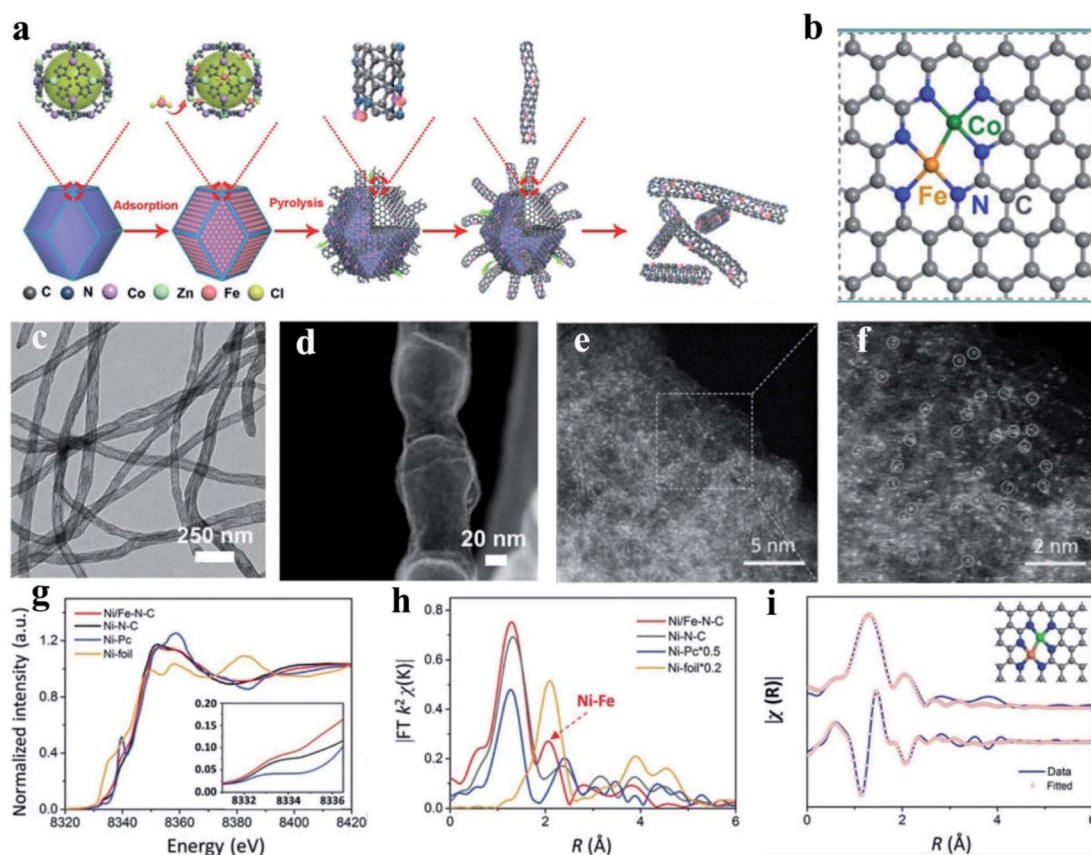 a
Adsorption
Pyrolysis
C N Co Zn Fe Cl
b
Co
Fe N C
c
250 nm
d
20 nm
e
5 nm
f
2 nm
g
Normalized intensity (a.u.)
1.2
0.9
0.4
0.0
Ni/Fe-N-C
Ni-N-C
Ni-Pc
Ni-foil
0.20
0.15
0.10
0.05
0.00
8332 8334 8336
8320 8360 8380 8400 8420
Energy (eV)
h
|FT k² χ(K)|
0.8
0.6
0.4
0.2
0.0
Ni/Fe-N-C
Ni-N-C
Ni-Pc*0.5
Ni-foil*0.2
Ni-Fe
0 2 4 6
R (Å)
i
|χ (R)|
Data
Fitted
0 2 4 6
R (Å)